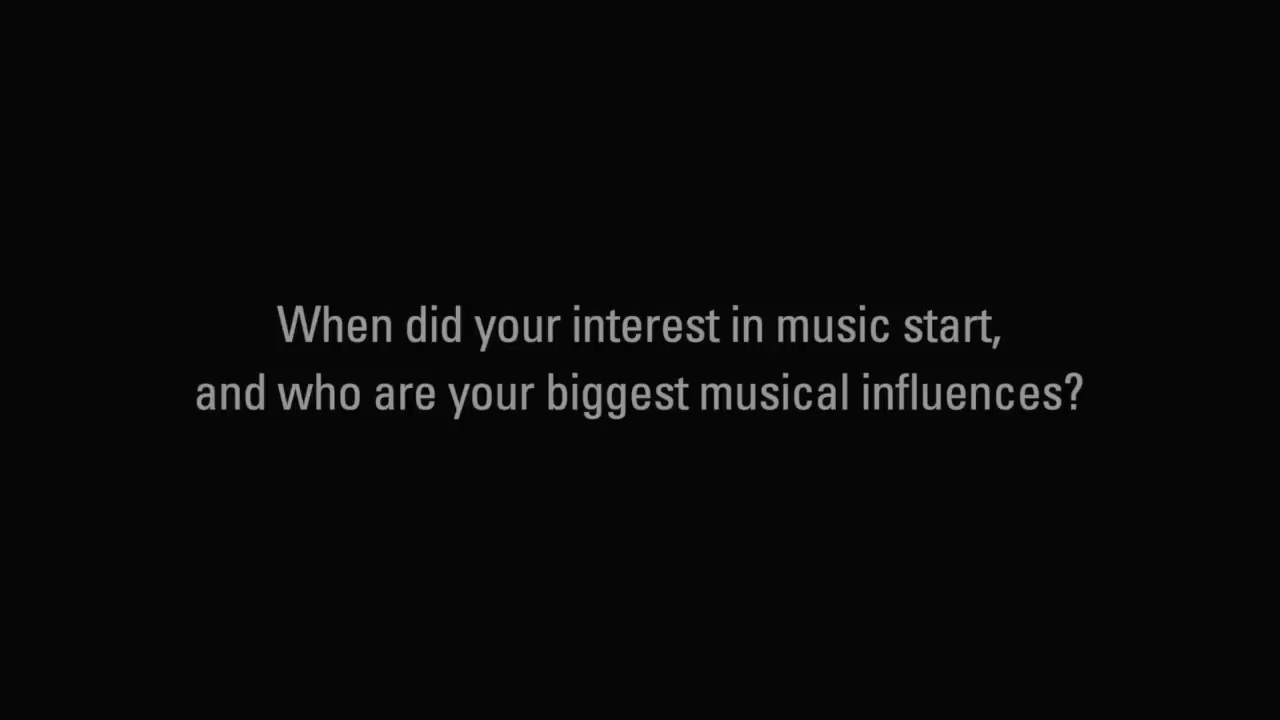 When did your interest in music start,
and who are your biggest musical influences?